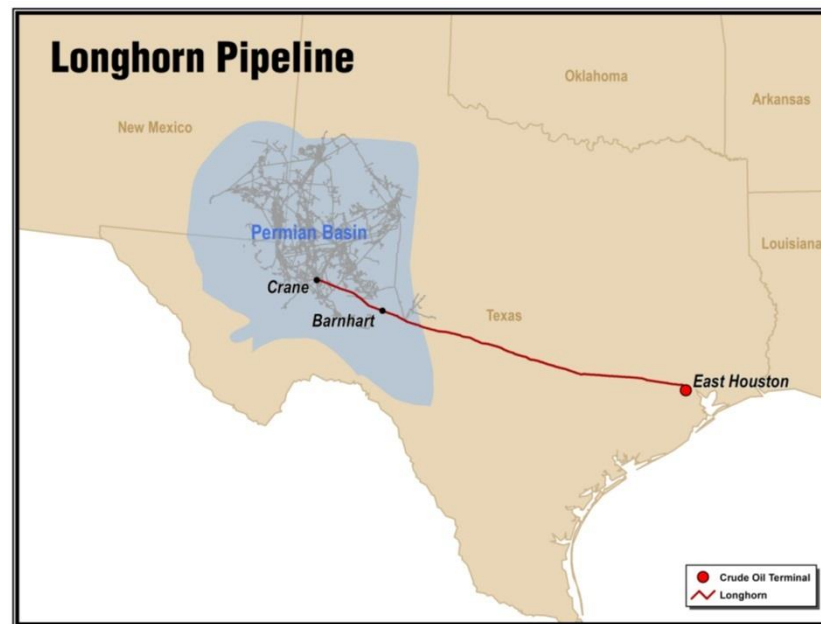 Longhorn Pipeline
Oklahoma
Arkansas
New Mexico
Permian Basin
Louisiana
Crane
Barnhart
Texas
East Houston
Crude Oil Terminal
Longhorn